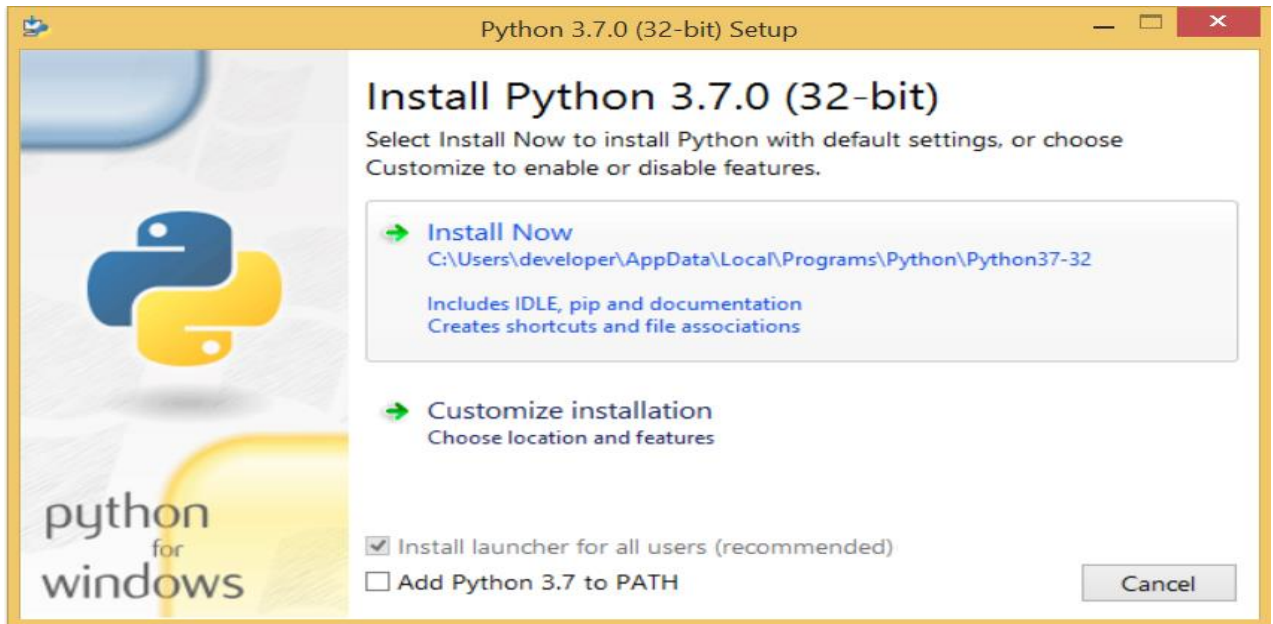 Python 3.7.0 (32-bit) Setup
Install Python 3.7.0 (32-bit)
Select Install Now to install Python with default settings, or choose
Customize to enable or disable features.
Install Now
C:\Users\developer\AppData\Local\Programs\Python\Python37-32
Includes IDLE, pip and documentation
Creates shortcuts and file associations
Customize installation
Choose location and features
python
for
windows
Install launcher for all users (recommended)
Add Python 3.7 to PATH
Cancel